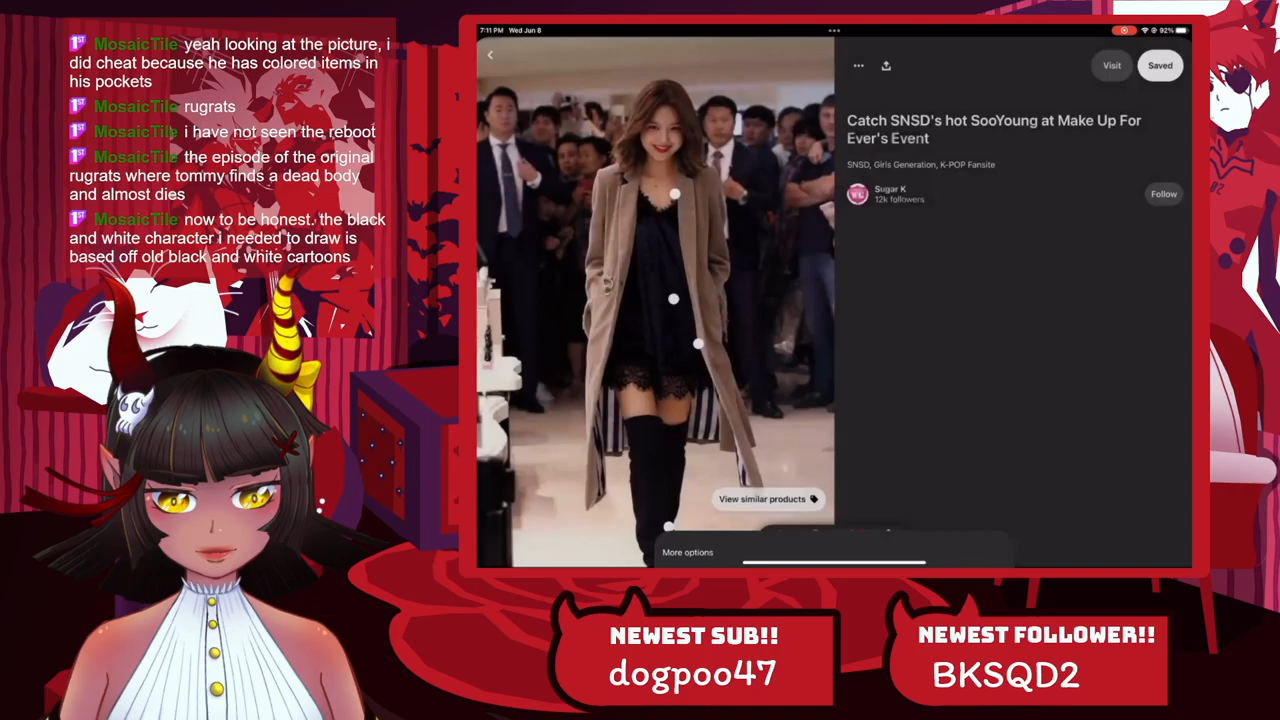 MosaicTile yeah looking at the picture, i
did cheat because he has colored items in
his pockets
MosaicTile rugrats
MosaicTile i have not seen the reboot
MosaicTile the episode of the original
rugrats where tommy finds a dead body
and almost dies
MosaicTile now to be honest. the black
and white character i needed to draw is
based off old black and white cartoons
7:11 PM Wed Jun 8
92%
Visit
Saved
Catch SNSD's hot SooYoung at Make Up For
Ever's Event
SNSD, Girls Generation, K-POP Fansite
Sugar K
12k followers
Follow
View similar products
More options
NEWEST SUB!!
dogpoo47
NEWEST FOLLOWER!!
BKSQD2